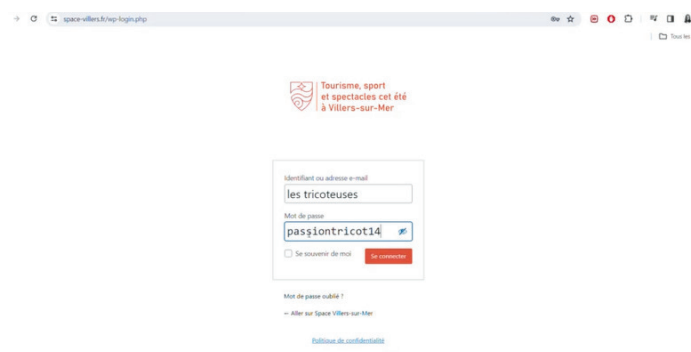 space-villers.fr/wp-login.php
Tous les
Tourisme, sport
et spectacles cet été
à Villers-sur-Mer
Identifiant ou adresse e-mail
les tricoteuses
Mot de passe
passiontricot14
Se souvenir de moi
Se connecter
Mot de passe oublié ?
← Aller sur Space Villers-sur-Mer
Politique de confidentialité